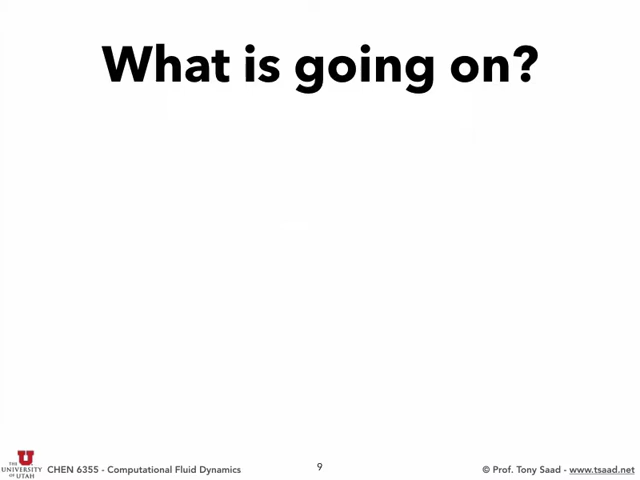 What is going on?
THE
UNIVERSITY
OF UTAH
CHEN 6355 - Computational Fluid Dynamics
9
© Prof. Tony Saad - www.tsaad.net